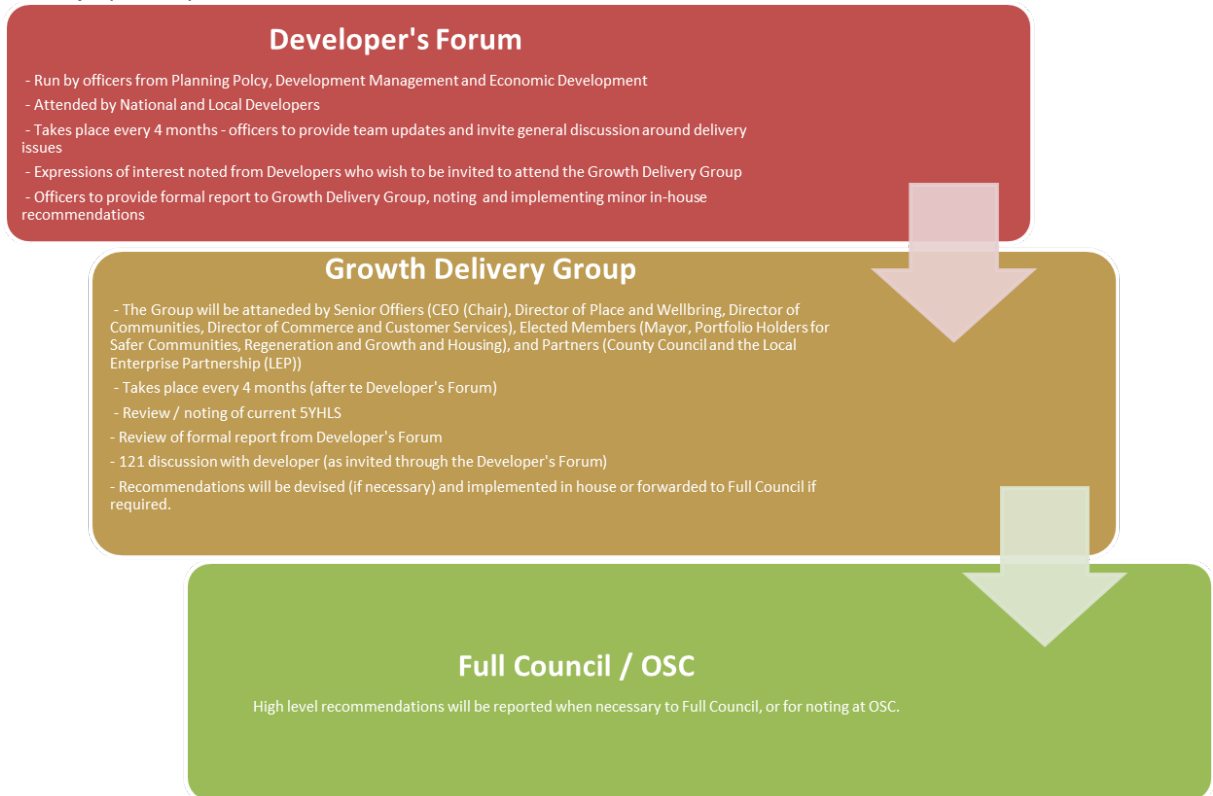 Developer's Forum
- Run by officers from Planning Polcy, Development Management and Economic Development
- Attended by National and Local Developers
- Takes place every 4 months - officers to provide team updates and invite general discussion around delivery
issues
- Expressions of interest noted from Developers who wish to be invited to attend the Growth Delivery Group
- Officers to provide formal report to Growth Delivery Group, noting and implementing minor in-house
recommendations
Growth Delivery Group
- The Group will be attaneded by Senior Offiers (CEO (Chair), Director of Place and Wellbring, Director of
Communities, Director of Commerce and Customer Services), Elected Members (Mayor, Portfolio Holders for
Safer Communities, Regeneration and Growth and Housing), and Partners (County Council and the Local
Enterprise Partnership (LEP))
- Takes place every 4 months (after te Developer's Forum)
- Review / noting of current 5YHLS
- Review of formal report from Developer's Forum
- 121 discussion with developer (as invited through the Developer's Forum)
- Recommendations will be devised (if necessary) and implemented in house or forwarded to Full Council if
required.
Full Council / OSC
High level recommendations will be reported when necessary to Full Council, or for noting at OSC.